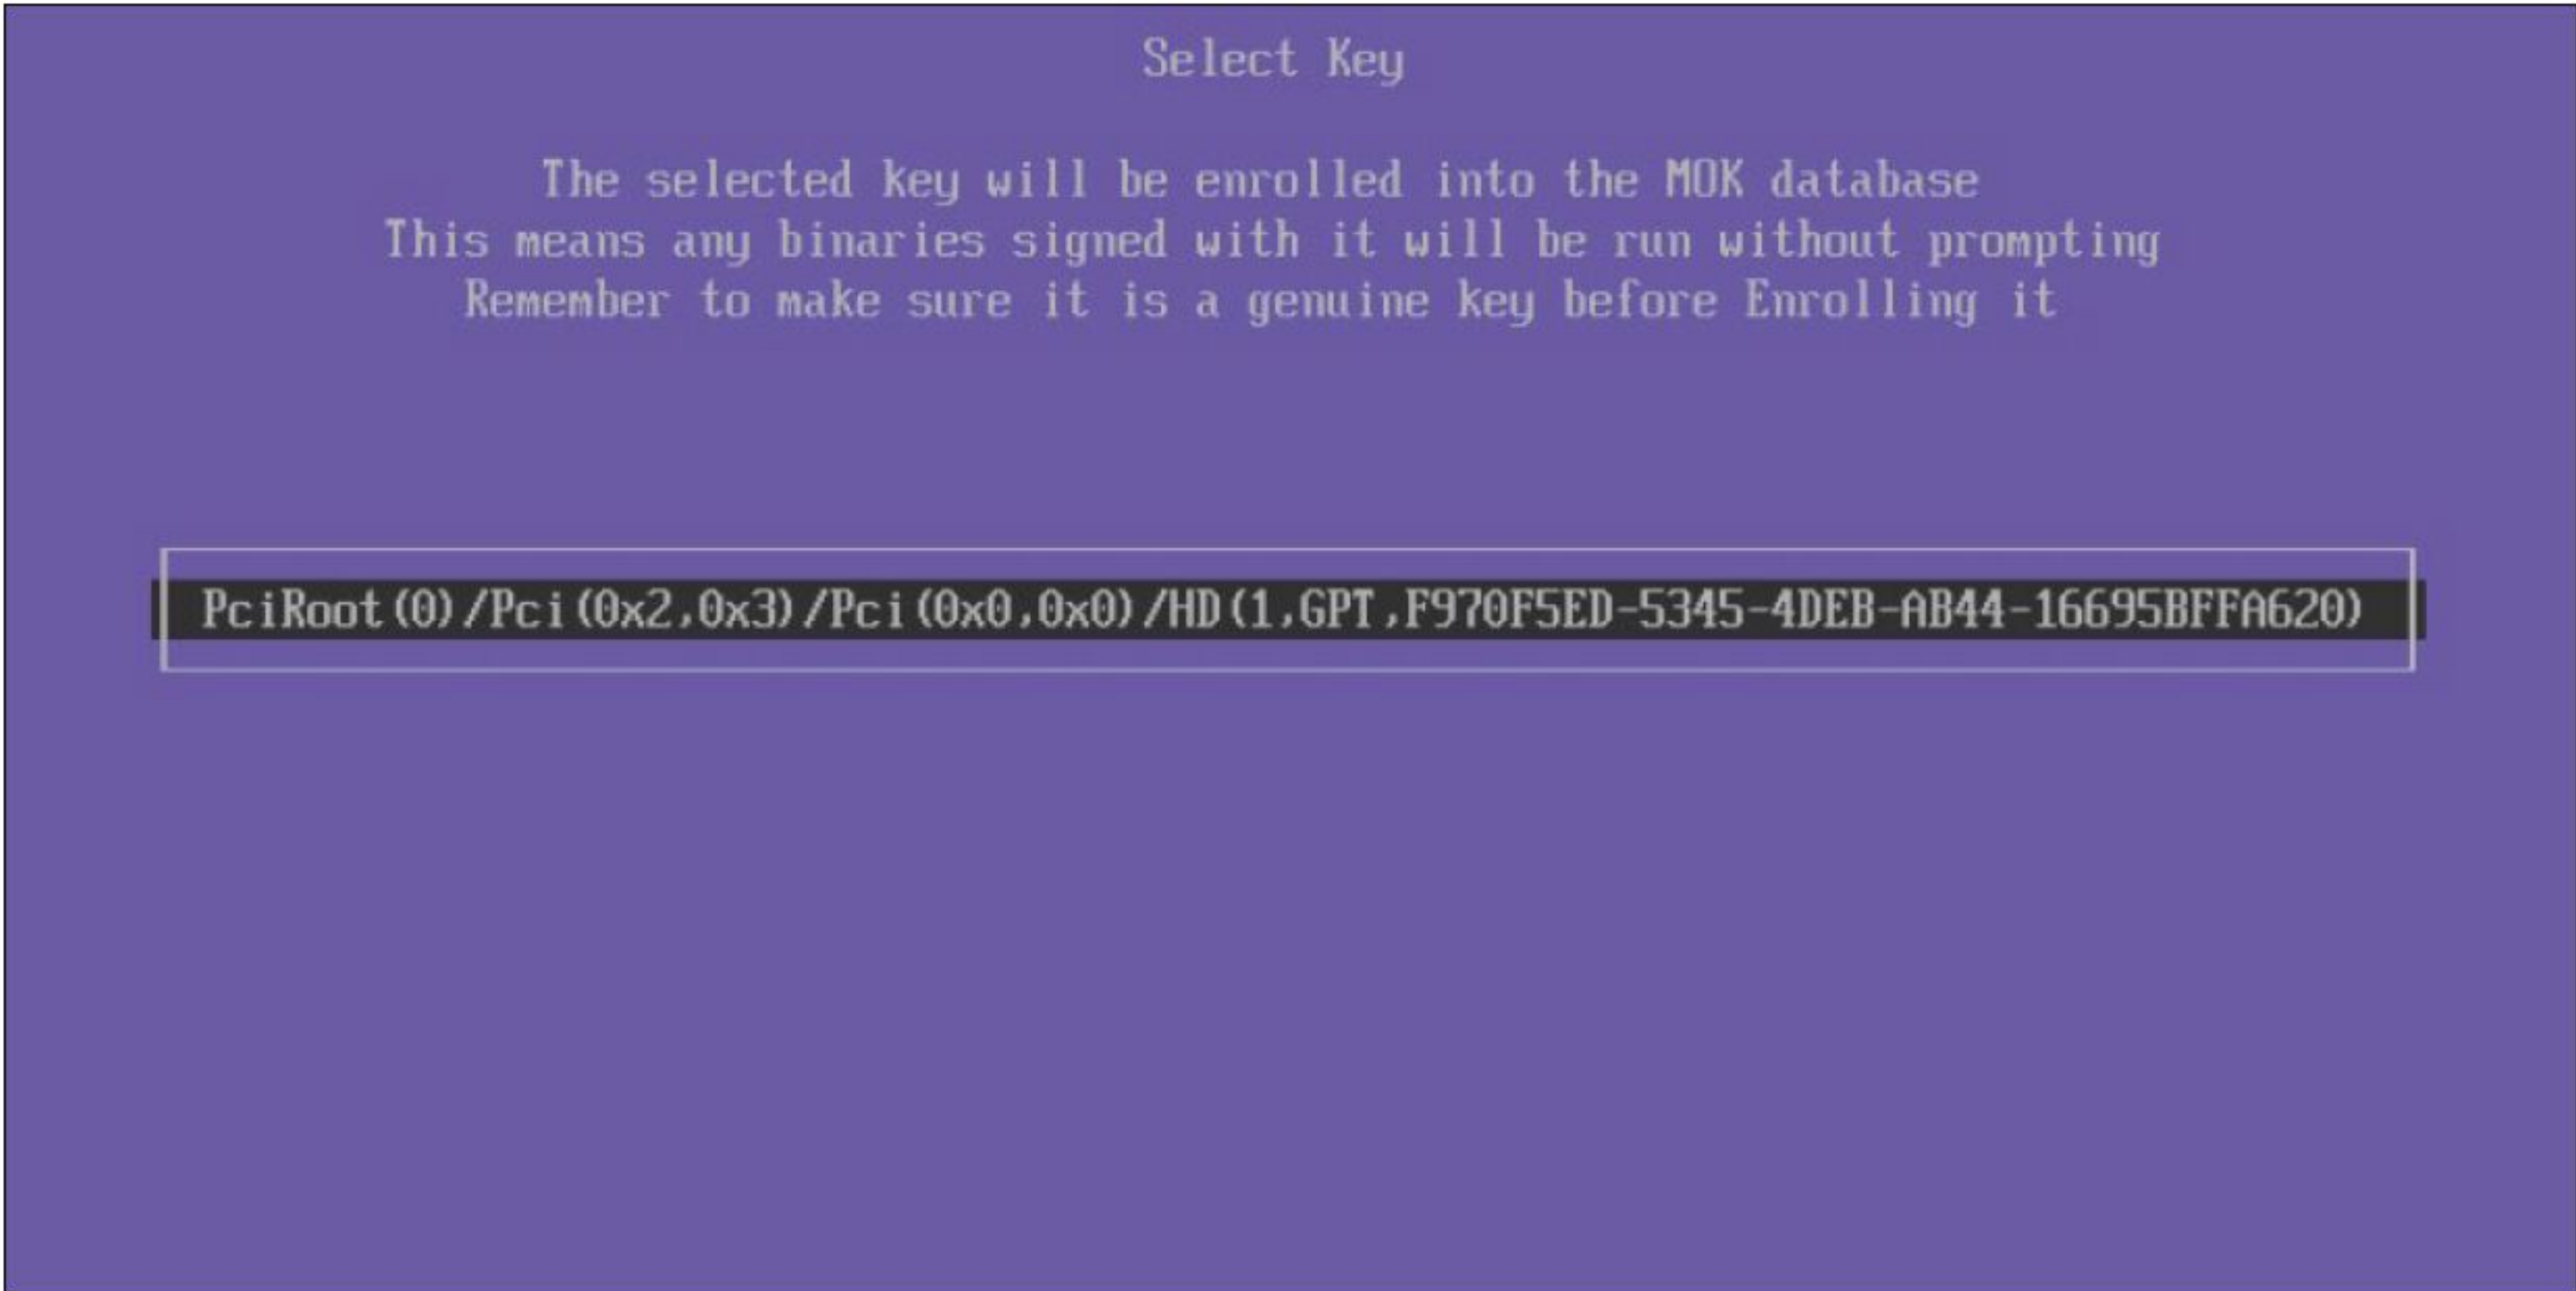 Select Key
The selected key will be enrolled into the MOK database
This means any binaries signed with it will be run without prompting
Remember to make sure it is a genuine key before Enrolling it
PciRoot(0)/Pci(0x2,0x3)/Pci(0x0,0x0)/HD(1,GPT,F970F5ED-5345-4DEB-AB44-16695BFFA620)